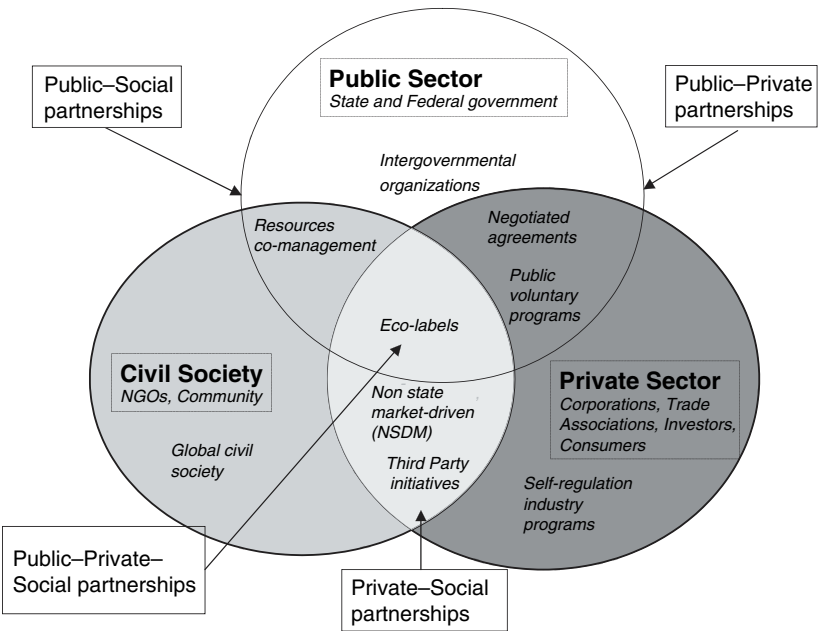 Public Sector
State and Federal government
Public–Social
partnerships
Public–Private
partnerships
Intergovernmental
organizations
Resources
co-management
Negotiated
agreements
Public
voluntary
programs
Eco-labels
Civil Society
NGOs, Community
Non state
market-driven
(NSDM)
Private Sector
Corporations, Trade
Associations, Investors,
Consumers
Global civil
society
Third Party
initiatives
Self-regulation
industry
programs
Public–Private–
Social partnerships
Private–Social
partnerships